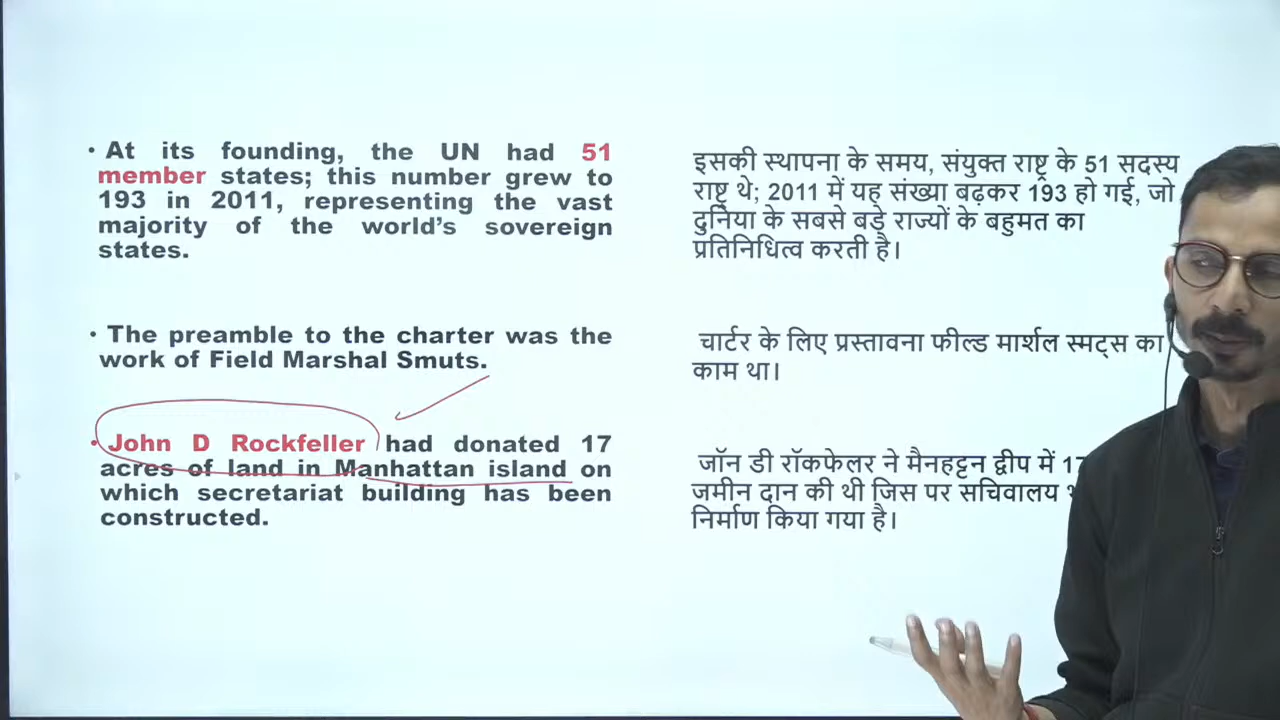 • At its founding, the UN had 51
member states; this number grew to
193 in 2011, representing the vast
majority of the world's sovereign
states.
• The preamble to the charter was the
work of Field Marshal Smuts.
• John D Rockfeller had donated 17
acres of land in Manhattan island on
which secretariat building has been
constructed.
इसकी स्थापना के समय, संयुक्त राष्ट्र के 51 सदस्य
राष्ट्र थे; 2011 में यह संख्या बढ़कर 193 हो गई, जो
दुनिया के सबसे बड़े राज्यों के बहुमत का
प्रतिनिधित्व करती है।
चार्टर के लिए प्रस्तावना फील्ड मार्शल स्मट्स का
काम था।
जॉन डी रॉकफेलर ने मैनहट्टन द्वीप में
जमीन दान की थी जिस पर सचिवालय
निर्माण किया गया है।